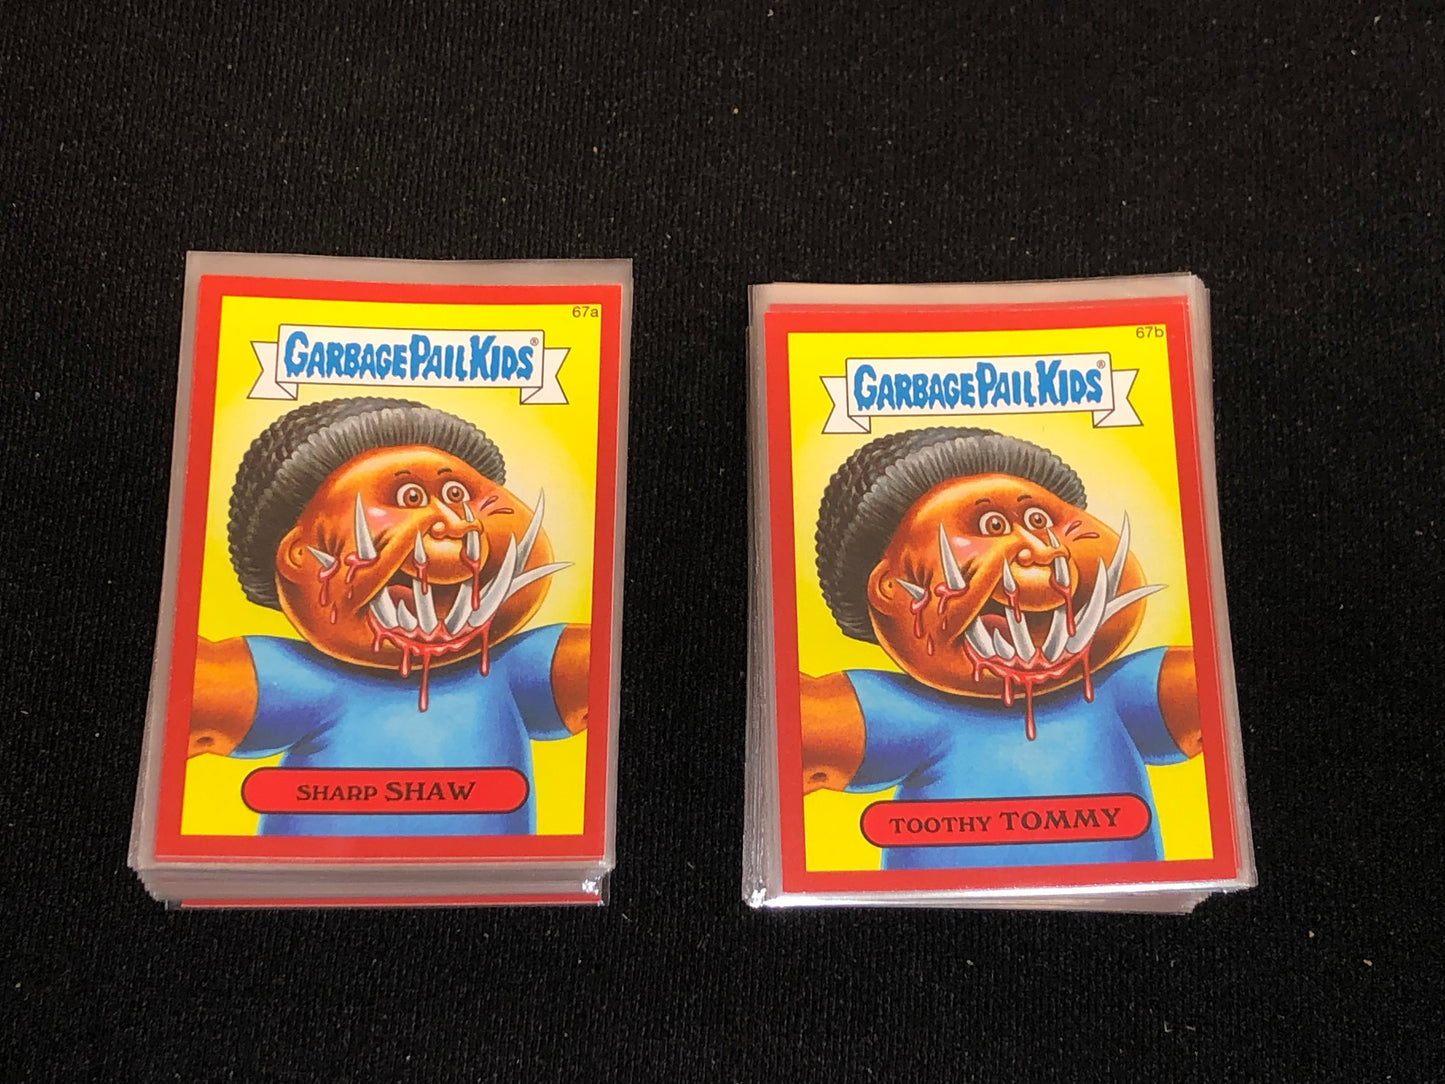 67a
GARBAGE PAIL KIDS®
SHARP SHAW
67b
GARBAGE PAIL KIDS®
TOOTHY TOMMY